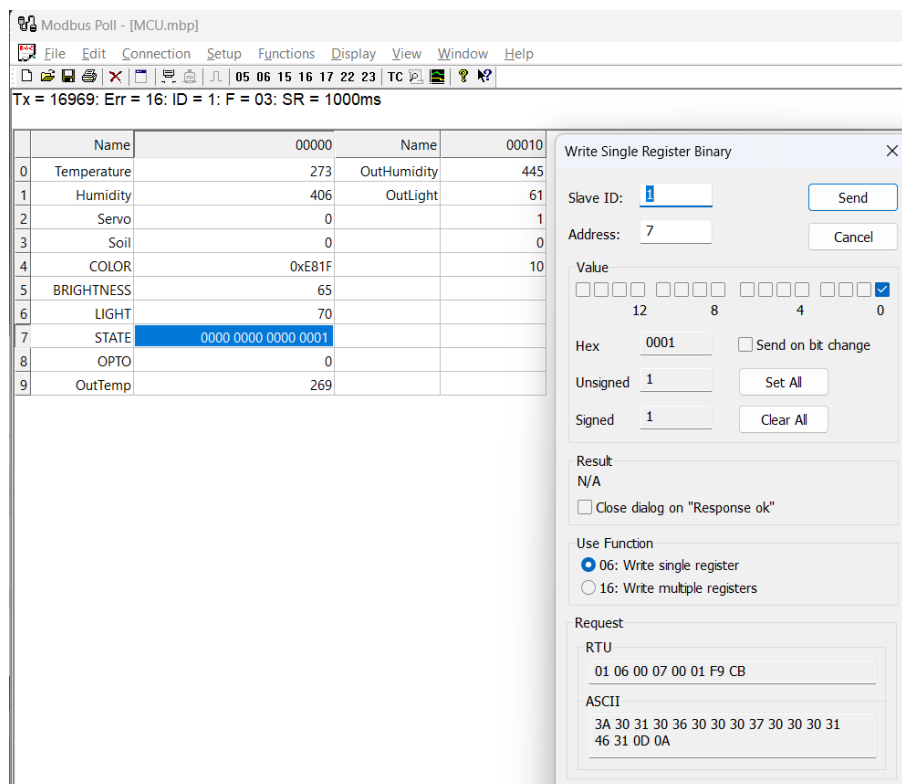 Modbus Poll - [MCU.mbp]
File Edit Connection Setup Functions Display View Window Help
05 06 15 16 17 22 23 TC
Tx = 16969: Err = 16: ID = 1: F = 03: SR = 1000ms
Name 00000 Name 00010
0 Temperature 273 OutHumidity 445
1 Humidity 406 OutLight 61
2 Servo 0 1
3 Soil 0 0
4 COLOR 0xE81F 10
5 BRIGHTNESS 65
6 LIGHT 70
7 STATE 0000 0000 0000 0001
8 OPTO 0
9 OutTemp 269
Write Single Register Binary
Slave ID: 1 Send
Address: 7 Cancel
Value
12 8 4 0
Hex 0001 Send on bit change
Unsigned 1 Set All
Signed 1 Clear All
Result
N/A
Close dialog on "Response ok"
Use Function
06: Write single register
16: Write multiple registers
Request
RTU
01 06 00 07 00 01 F9 CB
ASCII
3A 30 31 30 36 30 30 30 37 30 30 30 31
46 31 0D 0A